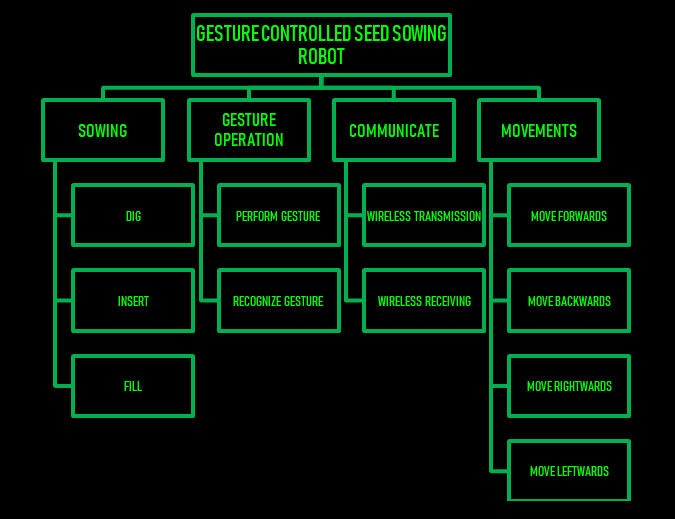 GESTURE CONTROLLED SEED SOWING
ROBOT
SOWING
GESTURE
OPERATION
COMMUNICATE
MOVEMENTS
DIG
PERFORM GESTURE
WIRELESS TRANSMISSION
MOVE FORWARDS
INSERT
RECOGNIZE GESTURE
WIRELESS RECEIVING
MOVE BACKWARDS
FILL
MOVE RIGHTWARDS
MOVE LEFTWARDS